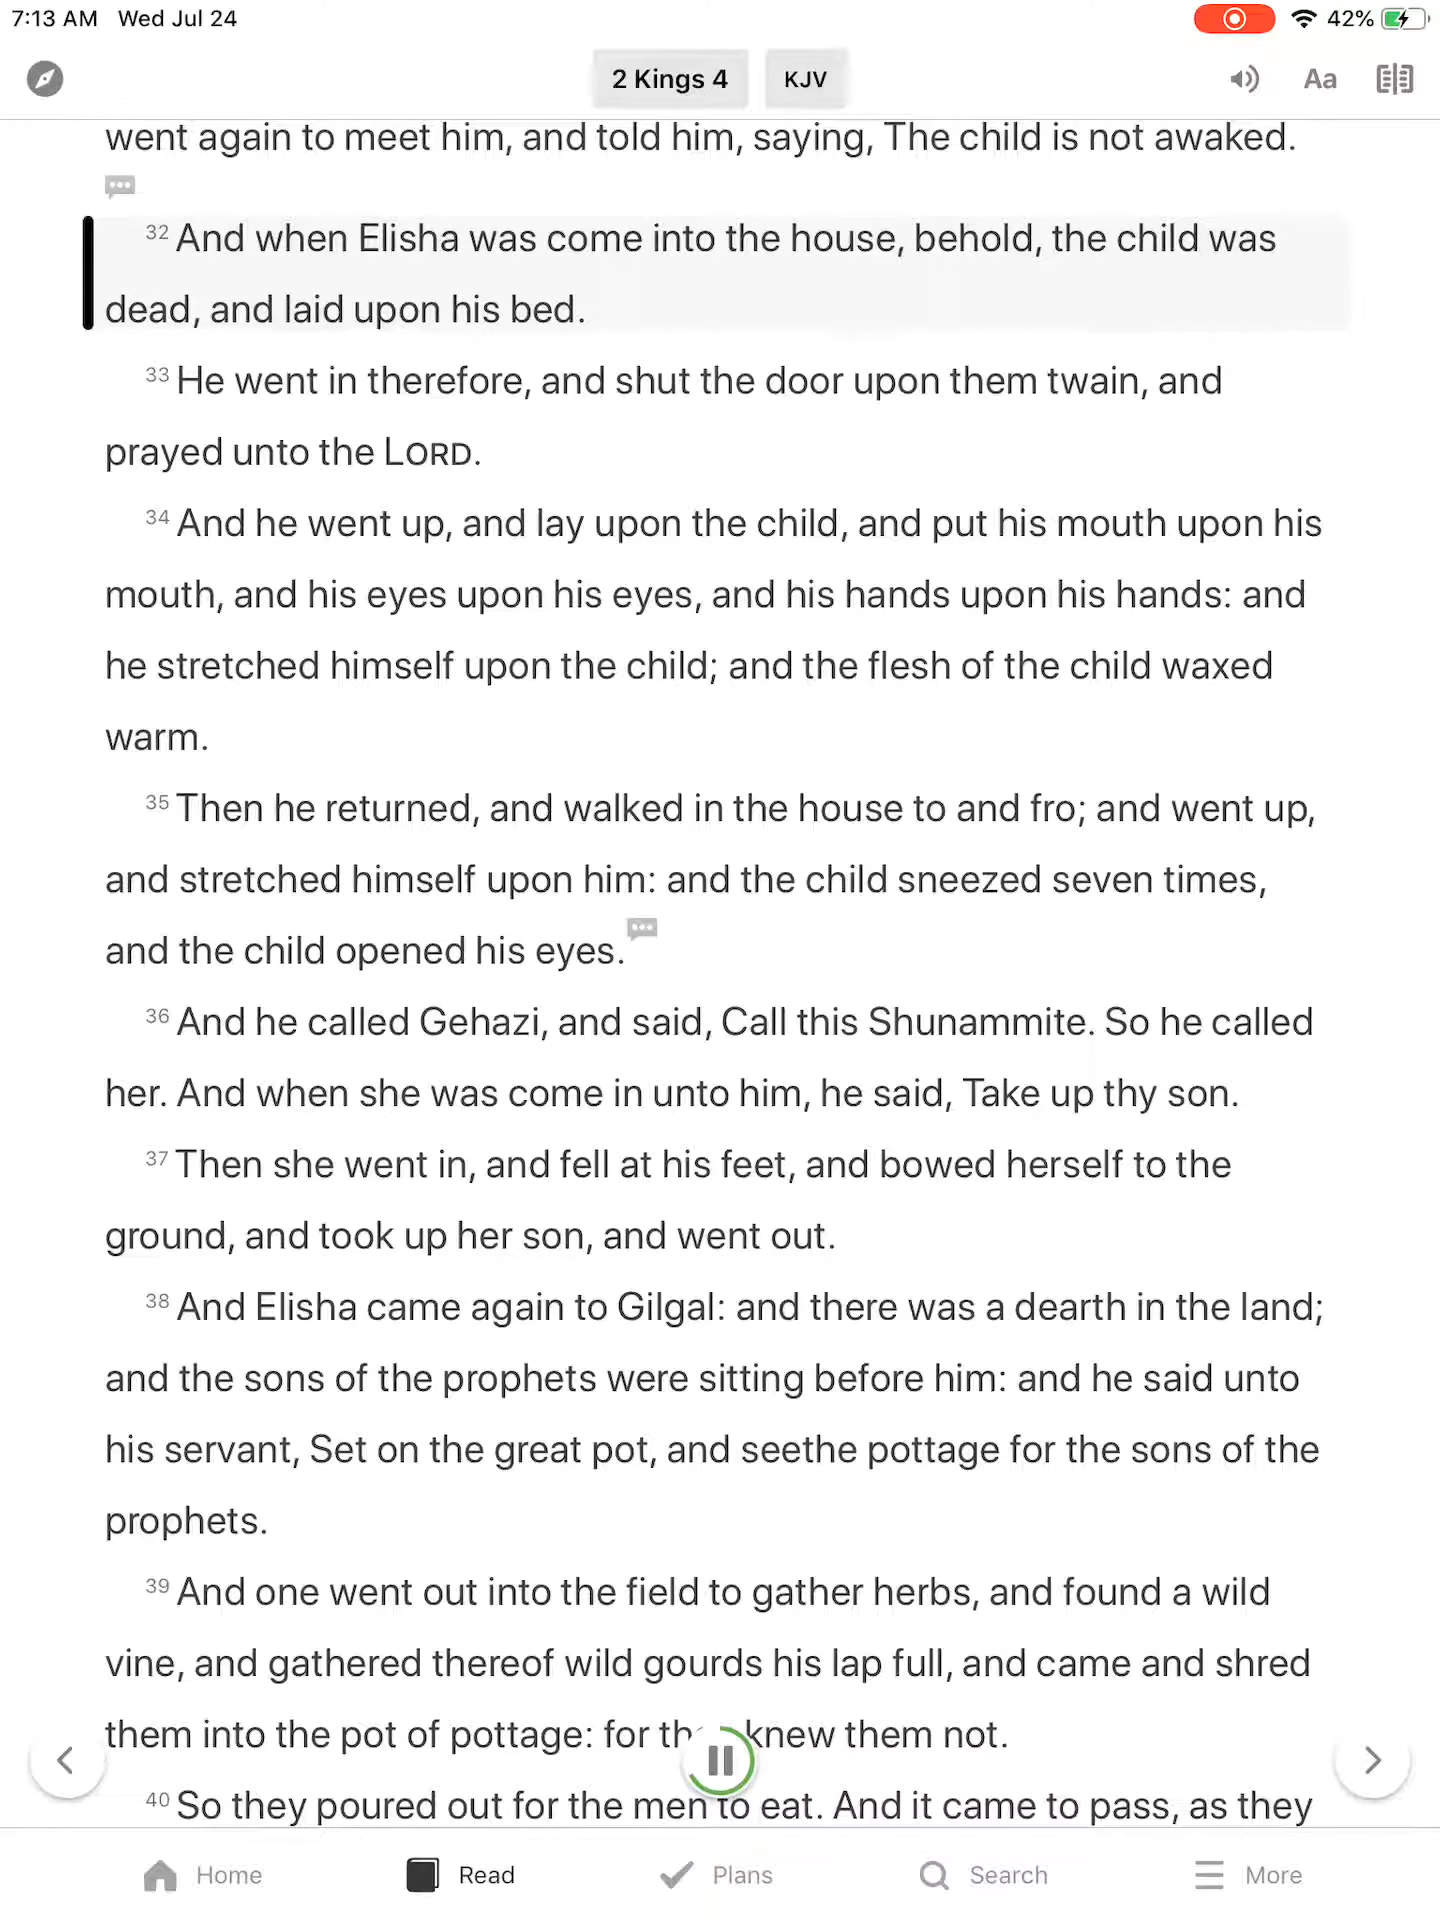 7:13 AM Wed Jul 24 42%
2 Kings 4 KJV Aa
went again to meet him, and told him, saying, The child is not awaked.
32 And when Elisha was come into the house, behold, the child was
dead, and laid upon his bed.
33 He went in therefore, and shut the door upon them twain, and
prayed unto the LORD.
34 And he went up, and lay upon the child, and put his mouth upon his
mouth, and his eyes upon his eyes, and his hands upon his hands: and
he stretched himself upon the child; and the flesh of the child waxed
warm.
35 Then he returned, and walked in the house to and fro; and went up,
and stretched himself upon him: and the child sneezed seven times,
and the child opened his eyes.
36 And he called Gehazi, and said, Call this Shunammite. So he called
her. And when she was come in unto him, he said, Take up thy son.
37 Then she went in, and fell at his feet, and bowed herself to the
ground, and took up her son, and went out.
38 And Elisha came again to Gilgal: and there was a dearth in the land;
and the sons of the prophets were sitting before him: and he said unto
his servant, Set on the great pot, and seethe pottage for the sons of the
prophets.
39 And one went out into the field to gather herbs, and found a wild
vine, and gathered thereof wild gourds his lap full, and came and shred
them into the pot of pottage: for knew them not.
40 So they poured out for the men to eat. And it came to pass, as they
Home Read Plans Search More